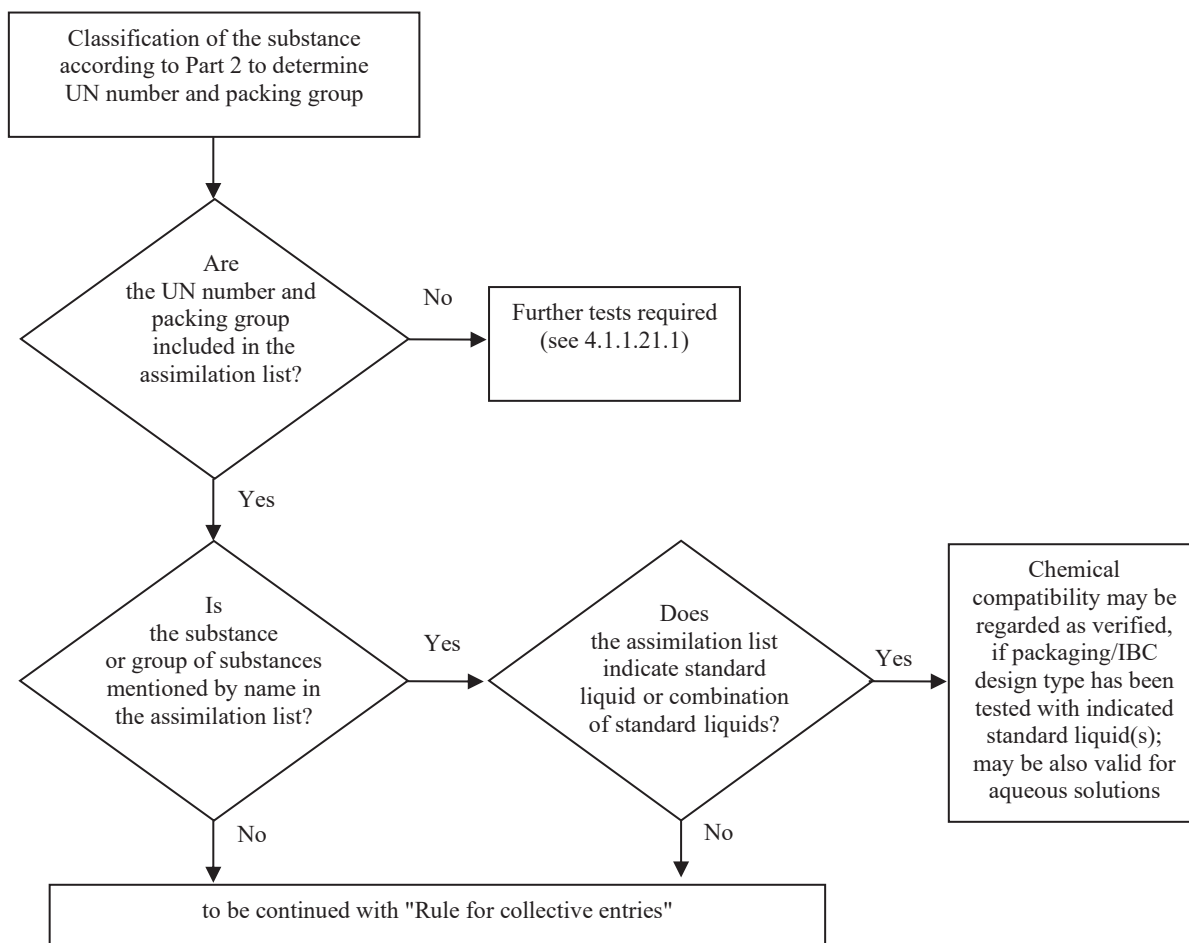 Classification of the substance
according to Part 2 to determine
UN number and packing group
Are
the UN number and
packing group
included in the
assimilation list?
No
Further tests required
(see 4.1.1.21.1)
Yes
Is
the substance
or group of substances
mentioned by name in
the assimilation list?
Yes
Does
the assimilation list
indicate standard
liquid or combination
of standard liquids?
Yes
Chemical
compatibility may be
regarded as verified,
if packaging/IBC
design type has been
tested with indicated
standard liquid(s);
may be also valid for
aqueous solutions
No
No
to be continued with "Rule for collective entries"